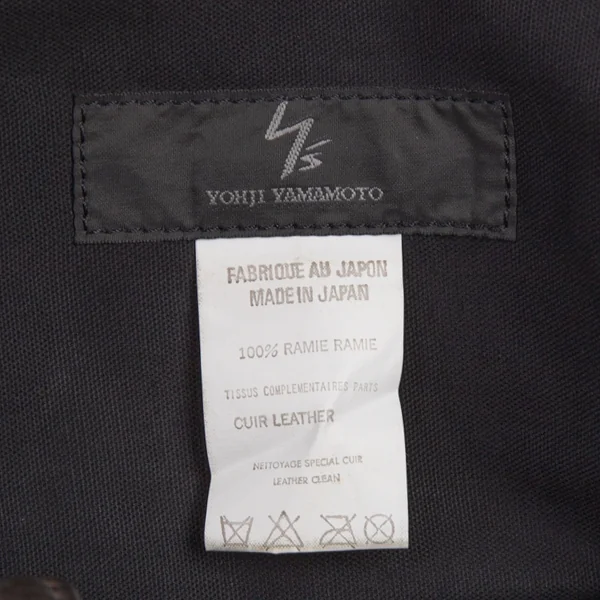 Y's
YOHJI YAMAMOTO
FABRIQUE AU JAPON
MADE IN JAPAN
100% RAMIE RAMIE
TISSUS COMPLEMENTAIRES PARTS
CUIR LEATHER
NETTOYAGE SPECIAL CUIR
LEATHER CLEAN